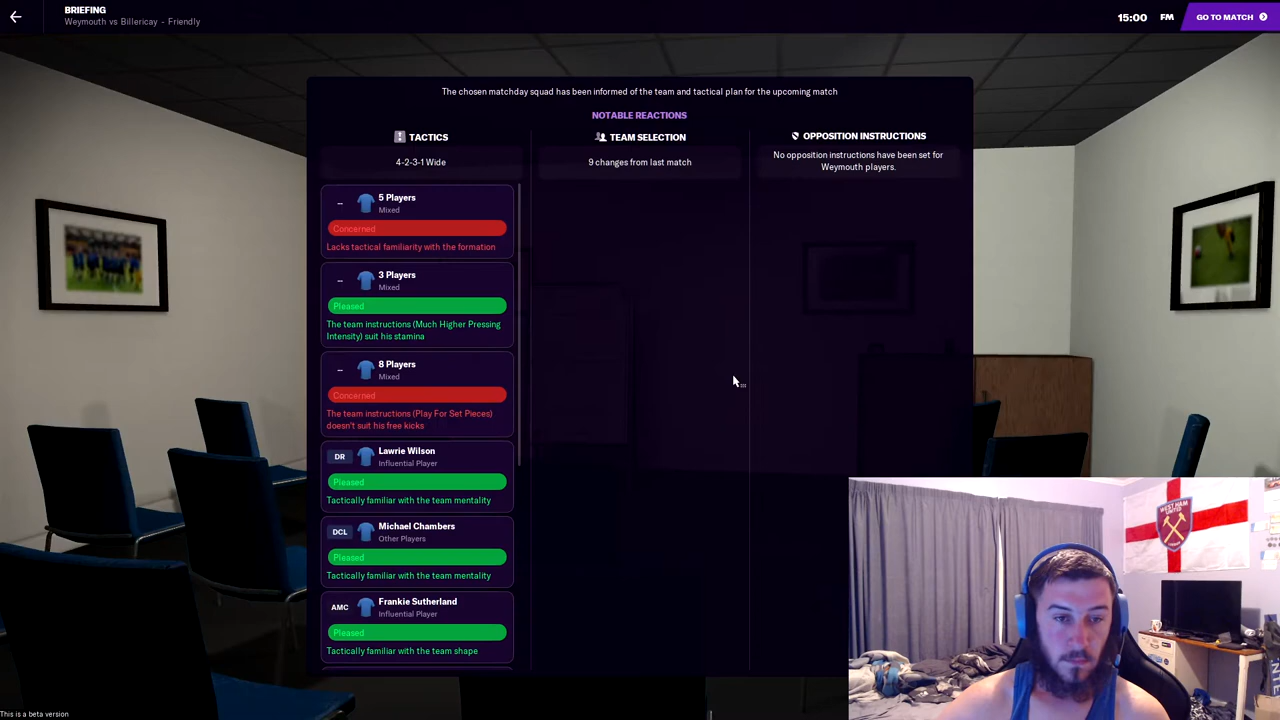 BRIEFING
Weymouth vs Billericay - Friendly
15:00
FM
GO TO MATCH
The chosen matchday squad has been informed of the team and tactical plan for the upcoming match
NOTABLE REACTIONS
TACTICS
4-2-3-1 Wide
5 Players
Mixed
Concerned
Lacks tactical familiarity with the formation
3 Players
Mixed
Pleased
The team instructions (Much Higher Pressing
Intensity) suit his stamina
8 Players
Mixed
Concerned
The team instructions (Play For Set Pieces)
doesn't suit his free kicks
DR
Lawrie Wilson
Influential Player
Pleased
Tactically familiar with the team mentality
DCL
Michael Chambers
Other Players
Pleased
Tactically familiar with the team mentality
AMC
Frankie Sutherland
Influential Player
Pleased
Tactically familiar with the team shape
TEAM SELECTION
9 changes from last match
OPPOSITION INSTRUCTIONS
No opposition instructions have been set for
Weymouth players.
WEST HAM
UNITED
This is a beta version